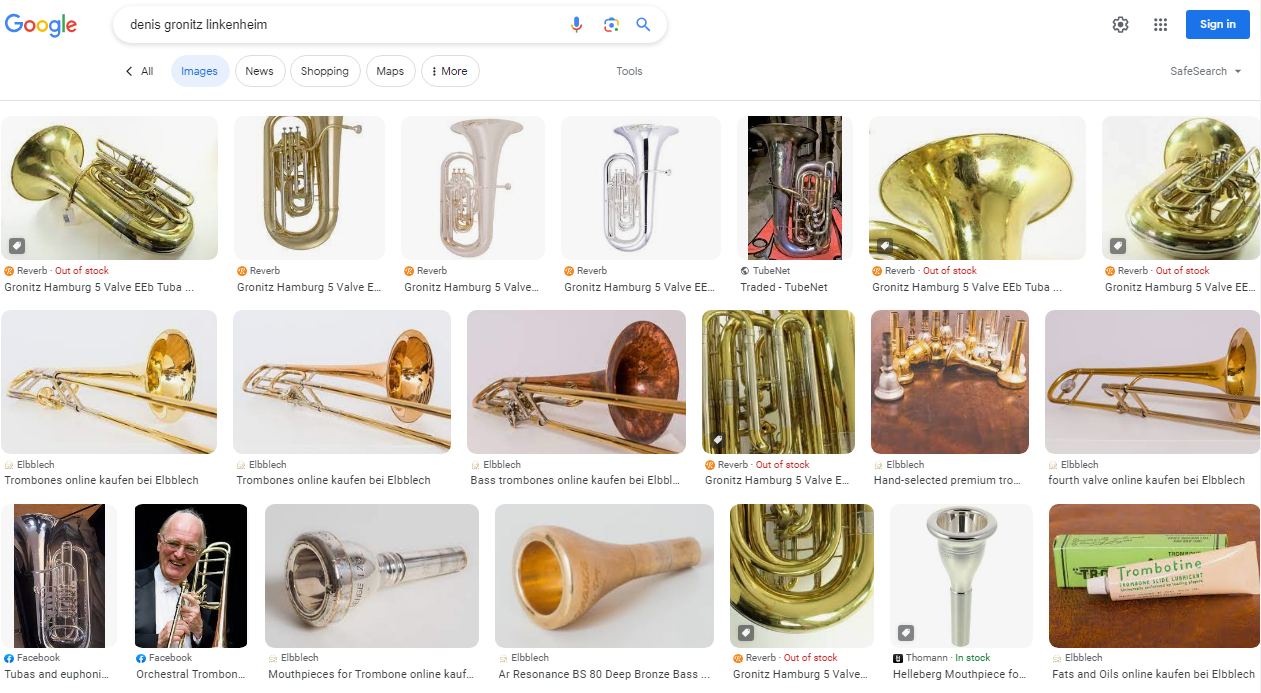 Google
denis gronitz linkenheim
Sign in
All
Images
News
Shopping
Maps
More
Tools
SafeSearch
Reverb · Out of stock
Gronitz Hamburg 5 Valve EEb Tuba ...
Reverb
Gronitz Hamburg 5 Valve E...
Reverb
Gronitz Hamburg 5 Valve...
Reverb
Gronitz Hamburg 5 Valve EE...
TubeNet
Traded - TubeNet
Reverb · Out of stock
Gronitz Hamburg 5 Valve EEb Tuba ...
Reverb · Out of stock
Gronitz Hamburg 5 Valve EE...
Elbblech
Trombones online kaufen bei Elbblech
Elbblech
Trombones online kaufen bei Elbblech
Elbblech
Bass trombones online kaufen bei Elbbl...
Reverb · Out of stock
Gronitz Hamburg 5 Valve E...
Elbblech
Hand-selected premium tro...
Elbblech
fourth valve online kaufen bei Elbblech
Facebook
Tubas and euphoni...
Facebook
Orchestral Trombon...
Elbblech
Mouthpieces for Trombone online kauf...
Elbblech
Ar Resonance BS 80 Deep Bronze Bass ...
Reverb · Out of stock
Gronitz Hamburg 5 Valve...
Thomann · In stock
Helleberg Mouthpiece fo...
Trombotine
TROMBONE SLIDE LUBRICANT
Elbblech
Fats and Oils online kaufen bei Elbblech